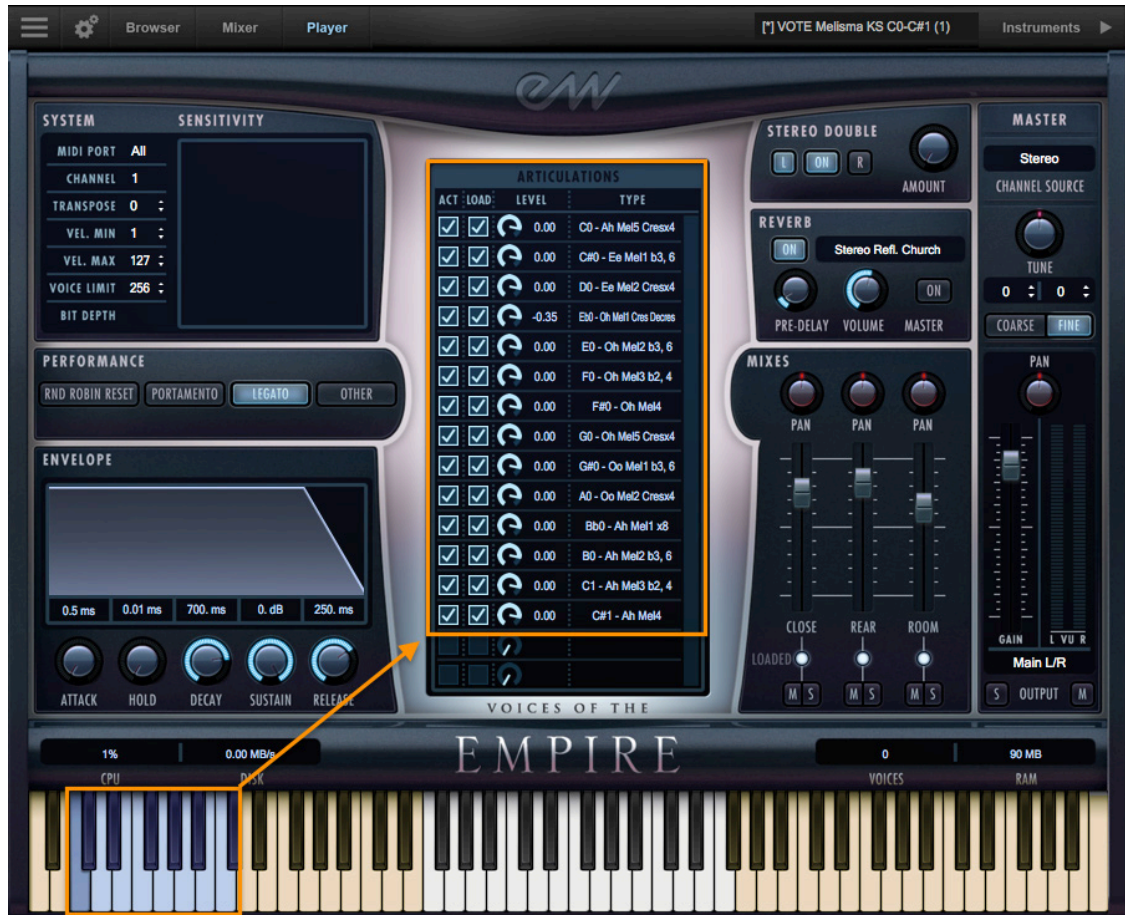 Browser Mixer Player [*] VOTE Melisma KS C0-C#1 (1) Instruments
ew
SYSTEM SENSITIVITY
MIDI PORT All
CHANNEL 1
TRANSPOSE 0
VEL. MIN 1
VEL. MAX 127
VOICE LIMIT 256
BIT DEPTH
PERFORMANCE
RND ROBIN RESET PORTAMENTO LEGATO OTHER
ENVELOPE
0.5 ms 0.01 ms 700. ms 0. dB 250. ms
ATTACK HOLD DECAY SUSTAIN RELEASE
ARTICULATIONS
ACT LOAD LEVEL TYPE
0.00 C0 - Ah Mel5 Cresx4
0.00 C#0 - Ee Mel1 b3, 6
0.00 D0 - Ee Mel2 Cresx4
-0.35 Eb0 - Oh Mel1 Cres Decres
0.00 E0 - Oh Mel2 b3, 6
0.00 F0 - Oh Mel3 b2, 4
0.00 F#0 - Oh Mel4
0.00 G0 - Oh Mel5 Cresx4
0.00 G#0 - Oo Mel1 b3, 6
0.00 A0 - Oo Mel2 Cresx4
0.00 Bb0 - Ah Mel1 x8
0.00 B0 - Ah Mel2 b3, 6
0.00 C1 - Ah Mel3 b2, 4
0.00 C#1 - Ah Mel4
STEREO DOUBLE
L ON R
AMOUNT
REVERB
ON Stereo Refl. Church
ON
PRE-DELAY VOLUME MASTER
MIXES
PAN PAN PAN
CLOSE REAR ROOM
LOADED
M S M S M S
MASTER
Stereo
CHANNEL SOURCE
TUNE
0 0
COARSE FINE
PAN
GAIN L VU R
Main L/R
S OUTPUT M
VOICES OF THE
EMPIRE
1% 0.00 MB/s
CPU DISK
0 90 MB
VOICES RAM